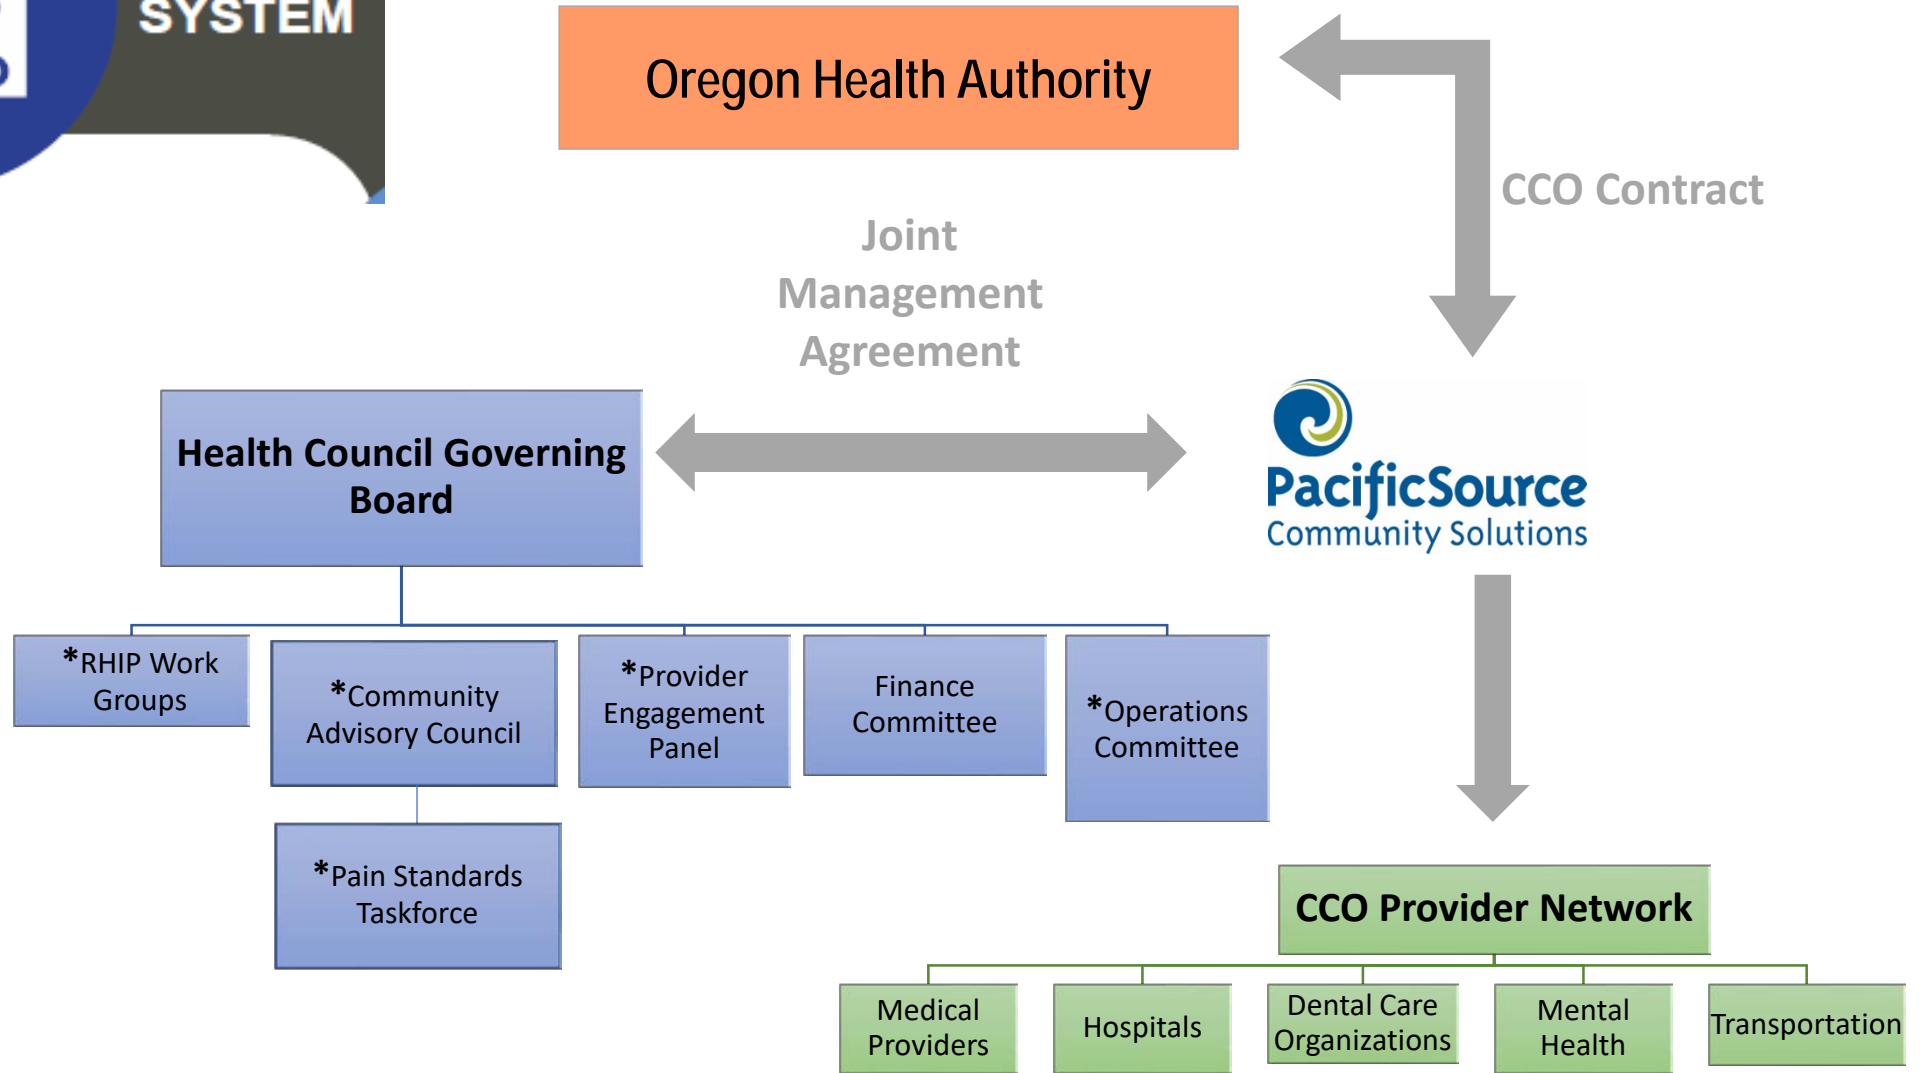 SYSTEM
Oregon Health Authority
CCO Contract
Joint
Management
Agreement
Health Council Governing
Board
PacificSource
Community Solutions
*RHIP Work
Groups
*Community
Advisory Council
*Provider
Engagement
Panel
Finance
Committee
*Operations
Committee
*Pain Standards
Taskforce
CCO Provider Network
Medical
Providers
Hospitals
Dental Care
Organizations
Mental
Health
Transportation